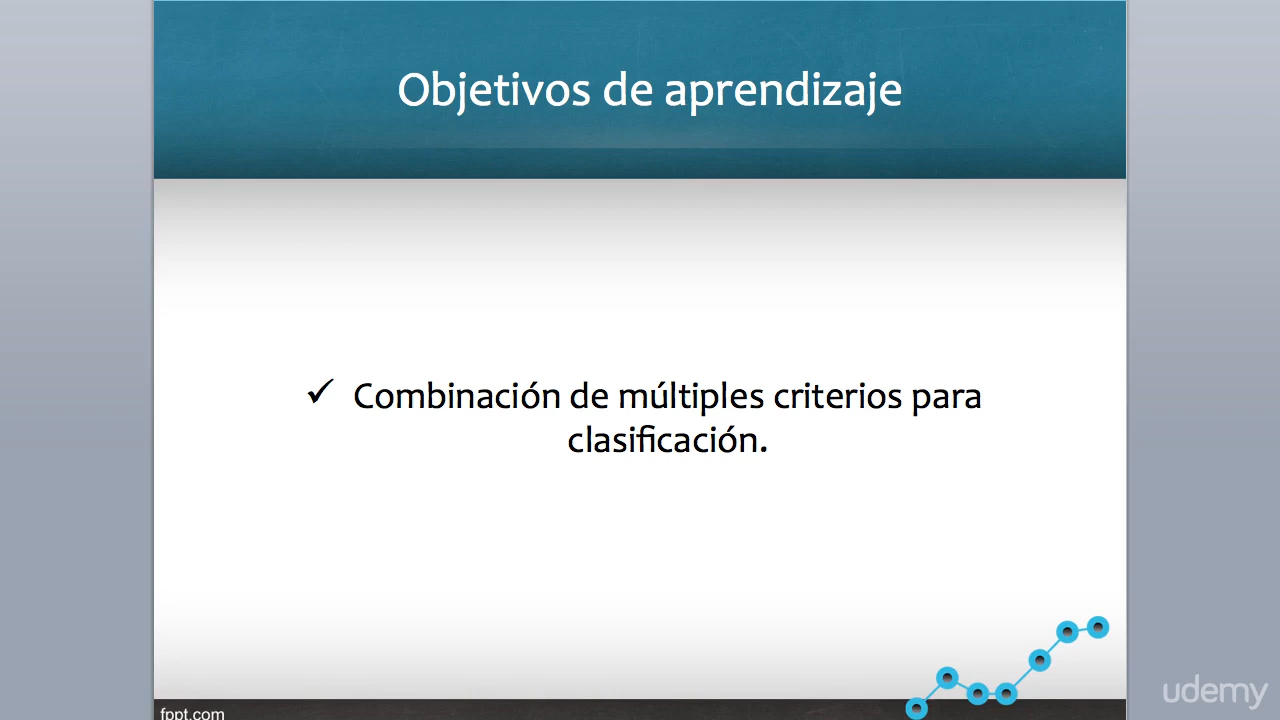 Objetivos de aprendizaje
✓ Combinación de múltiples criterios para
clasificación.
fppt.com
udemy